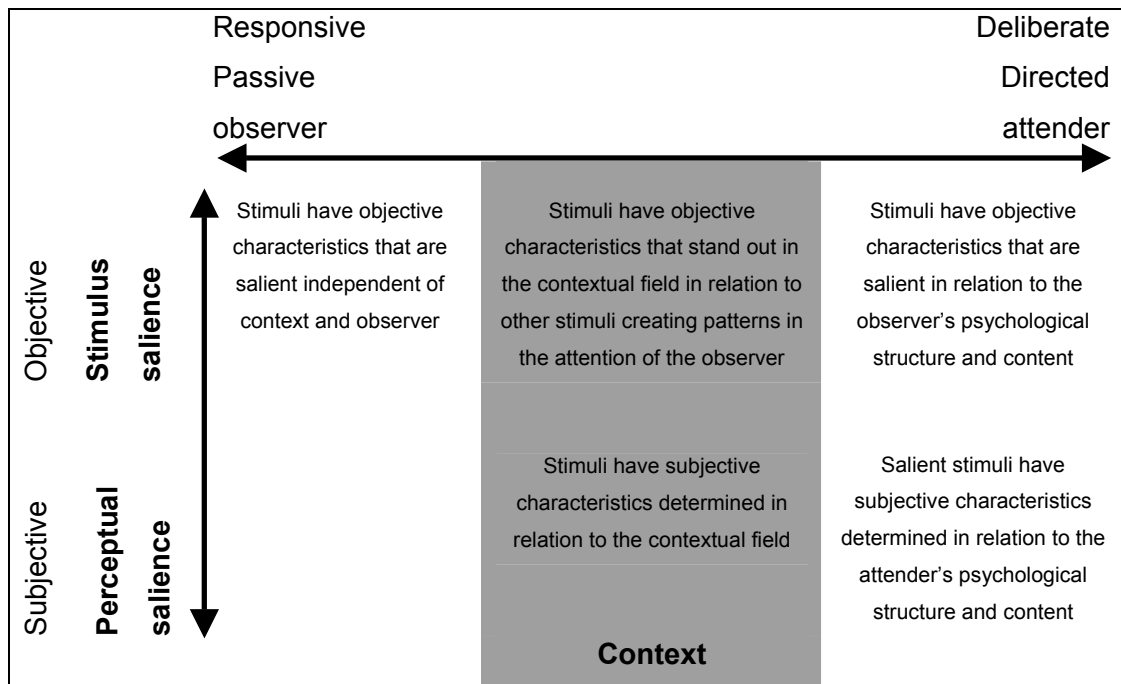 Responsive
Passive
observer
Deliberate
Directed
attender
Objective
Stimulus
salience
Stimuli have objective
characteristics that are
salient independent of
context and observer
Stimuli have objective
characteristics that stand out in
the contextual field in relation to
other stimuli creating patterns in
the attention of the observer
Stimuli have objective
characteristics that are
salient in relation to the
observer’s psychological
structure and content
Subjective
Perceptual
salience
Stimuli have subjective
characteristics determined in
relation to the contextual field
Salient stimuli have
subjective characteristics
determined in relation to the
attender’s psychological
structure and content
Context